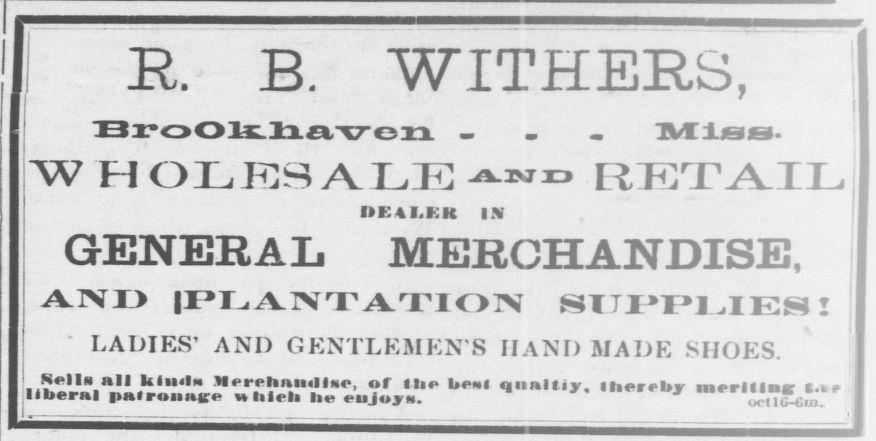 R. B. WITHERS,
BroOkhaven - - - Miss.
WHOLESALE AND RETAIL
DEALER IN
GENERAL MERCHANDISE,
AND PLANTATION SUPPLIES!
LADIES' AND GENTLEMEN'S HAND MADE SHOES.
Sells all kinds Merchandise, of the best qnaltiy, thereby meriting the
liberal patronage which he enjoys.
oct16-6m.